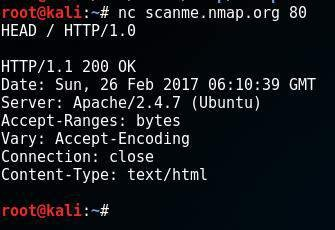 root@kali:~# nc scanme.nmap.org 80
HEAD / HTTP/1.0

HTTP/1.1 200 OK
Date: Sun, 26 Feb 2017 06:10:39 GMT
Server: Apache/2.4.7 (Ubuntu)
Accept-Ranges: bytes
Vary: Accept-Encoding
Connection: close
Content-Type: text/html

root@kali:~#